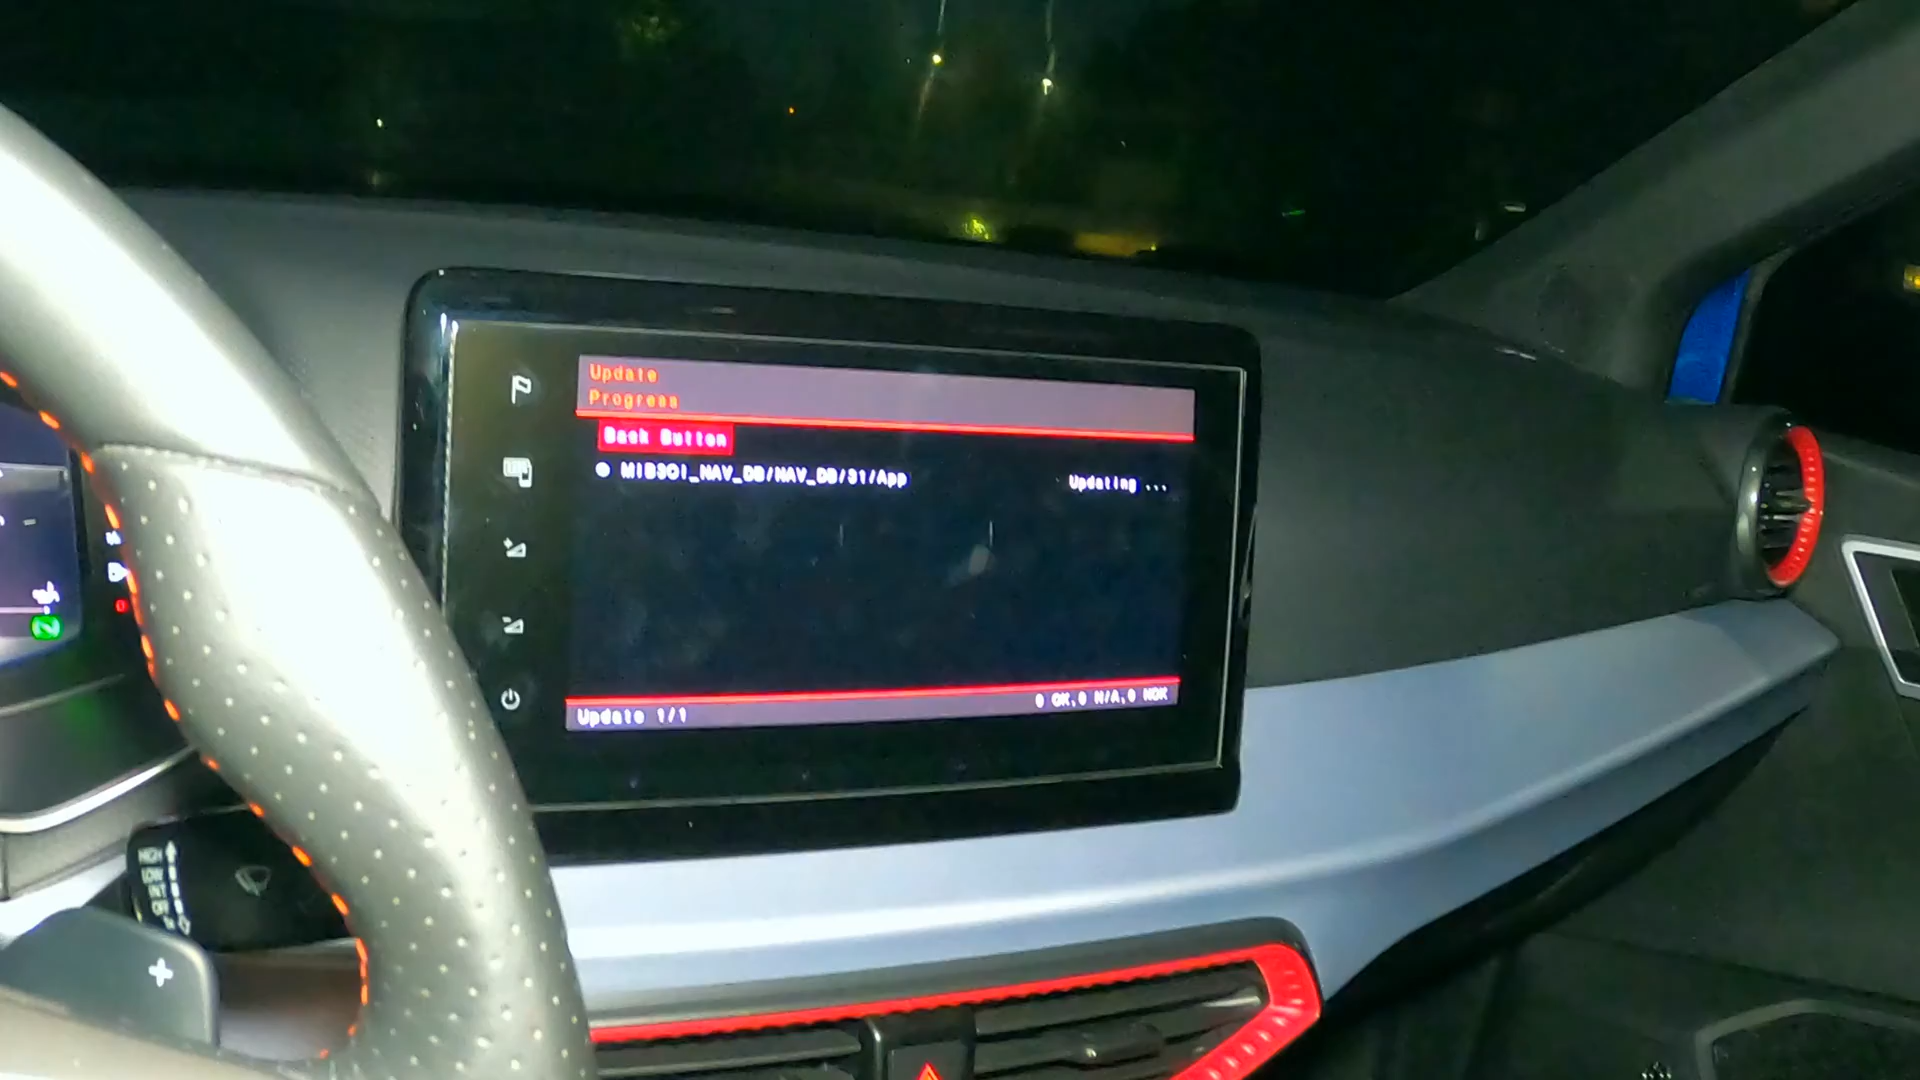 Update
Progress
Back Button
MIB3OI_NAV_DB/NAV_DB/31/App Updating ...
Update 1/1 0 OK,0 N/A,0 NOK
HIGH
LOW
INT
OFF
1x
+